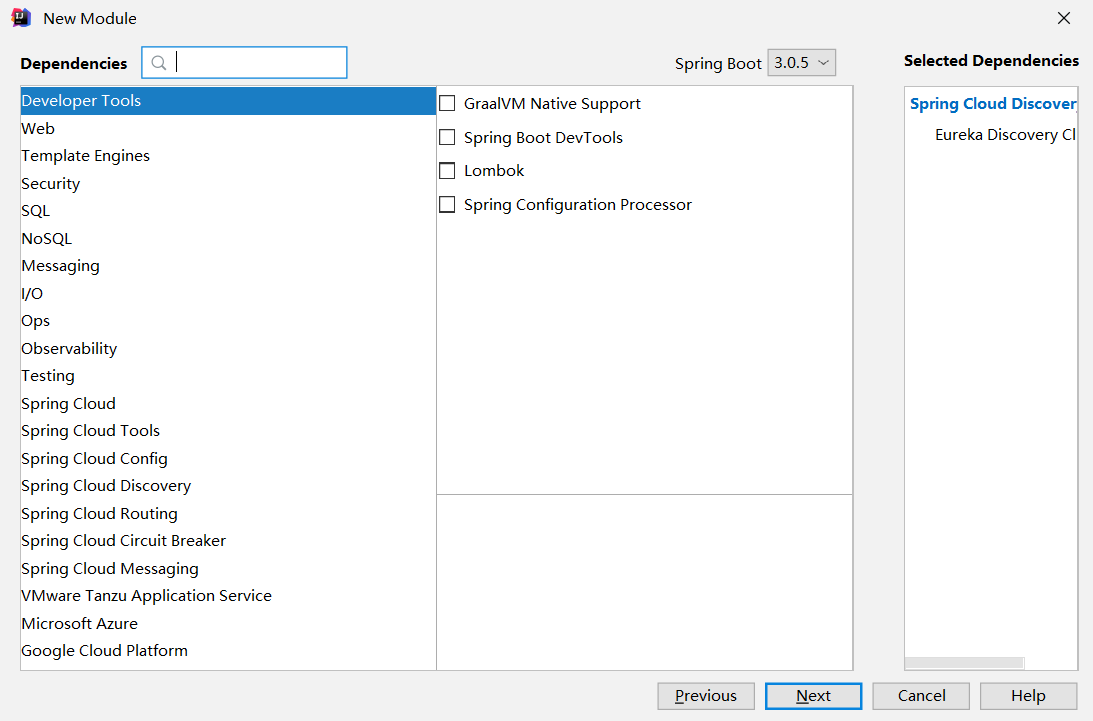 New Module
Dependencies
Spring Boot 3.0.5
Selected Dependencies
Developer Tools
Web
Template Engines
Security
SQL
NoSQL
Messaging
I/O
Ops
Observability
Testing
Spring Cloud
Spring Cloud Tools
Spring Cloud Config
Spring Cloud Discovery
Spring Cloud Routing
Spring Cloud Circuit Breaker
Spring Cloud Messaging
VMware Tanzu Application Service
Microsoft Azure
Google Cloud Platform
GraalVM Native Support
Spring Boot DevTools
Lombok
Spring Configuration Processor
Spring Cloud Discover
Eureka Discovery Cl
Previous
Next
Cancel
Help